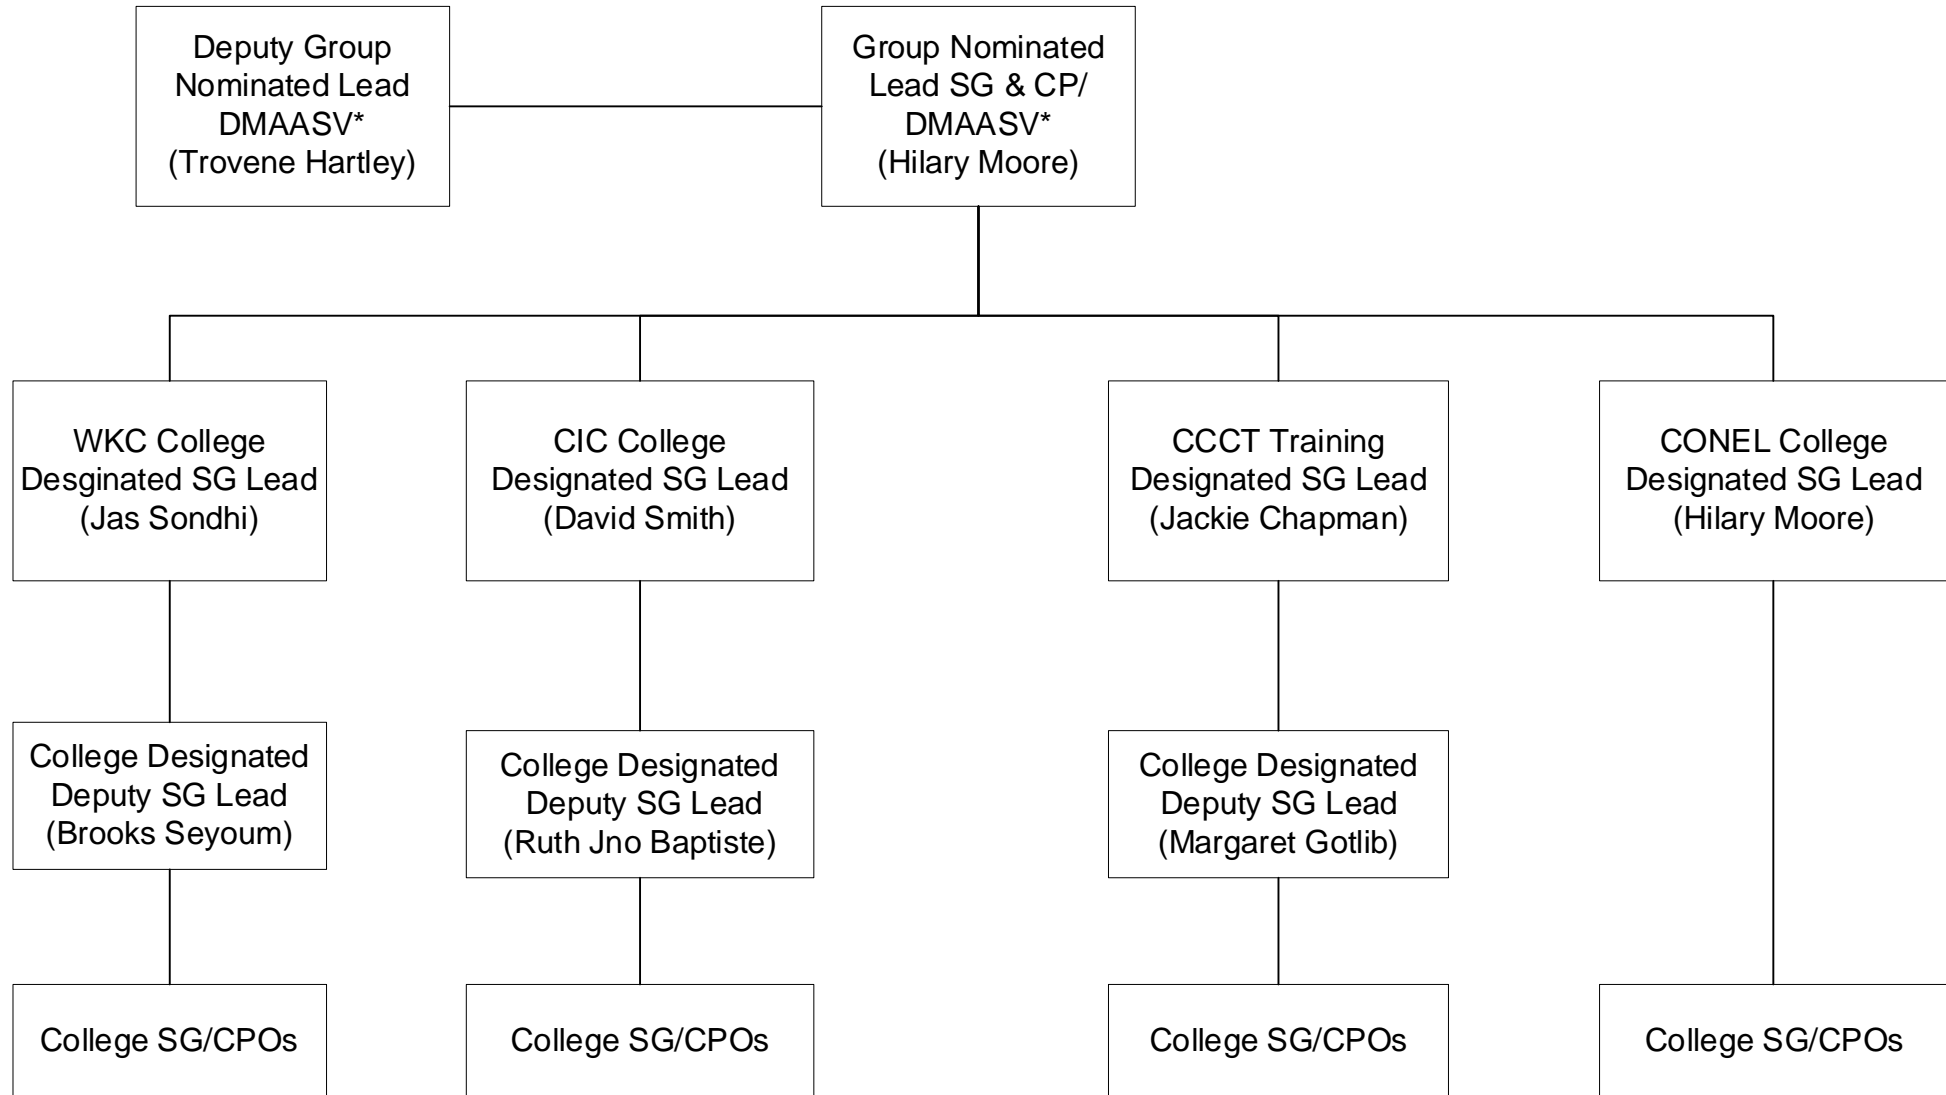 Deputy Group
Nominated Lead
DMAASV*
(Trovene Hartley)
Group Nominated
Lead SG & CP/
DMAASV*
(Hilary Moore)
WKC College
Desginated SG Lead
(Jas Sondhi)
CIC College
Designated SG Lead
(David Smith)
CCCT Training
Designated SG Lead
(Jackie Chapman)
CONEL College
Designated SG Lead
(Hilary Moore)
College Designated
Deputy SG Lead
(Brooks Seyoum)
College Designated
Deputy SG Lead
(Ruth Jno Baptiste)
College Designated
Deputy SG Lead
(Margaret Gotlib)
College SG/CPOs
College SG/CPOs
College SG/CPOs
College SG/CPOs